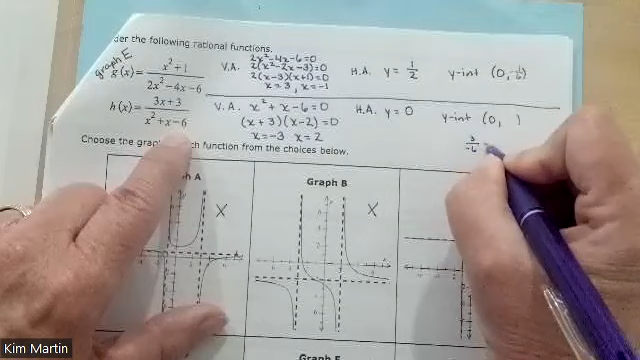 der the following rational functions.
graph E
g(x) = x² + 1 / 2x² - 4x - 6 V.A. 2x² - 4x - 6 = 0 H.A. y = 1/2 y-int (0, -1/6)
2(x² - 2x - 3) = 0
2(x - 3)(x + 1) = 0
x = 3, x = -1
h(x) = 3x + 3 / x² + x - 6 V.A. x² + x - 6 = 0 H.A. y = 0 y-int (0, )
(x + 3)(x - 2) = 0
x = -3 x = 2
3/-6 =
Choose the grap ch function from the choices below.
h A
X
Graph B
X
Graph E
Kim Martin